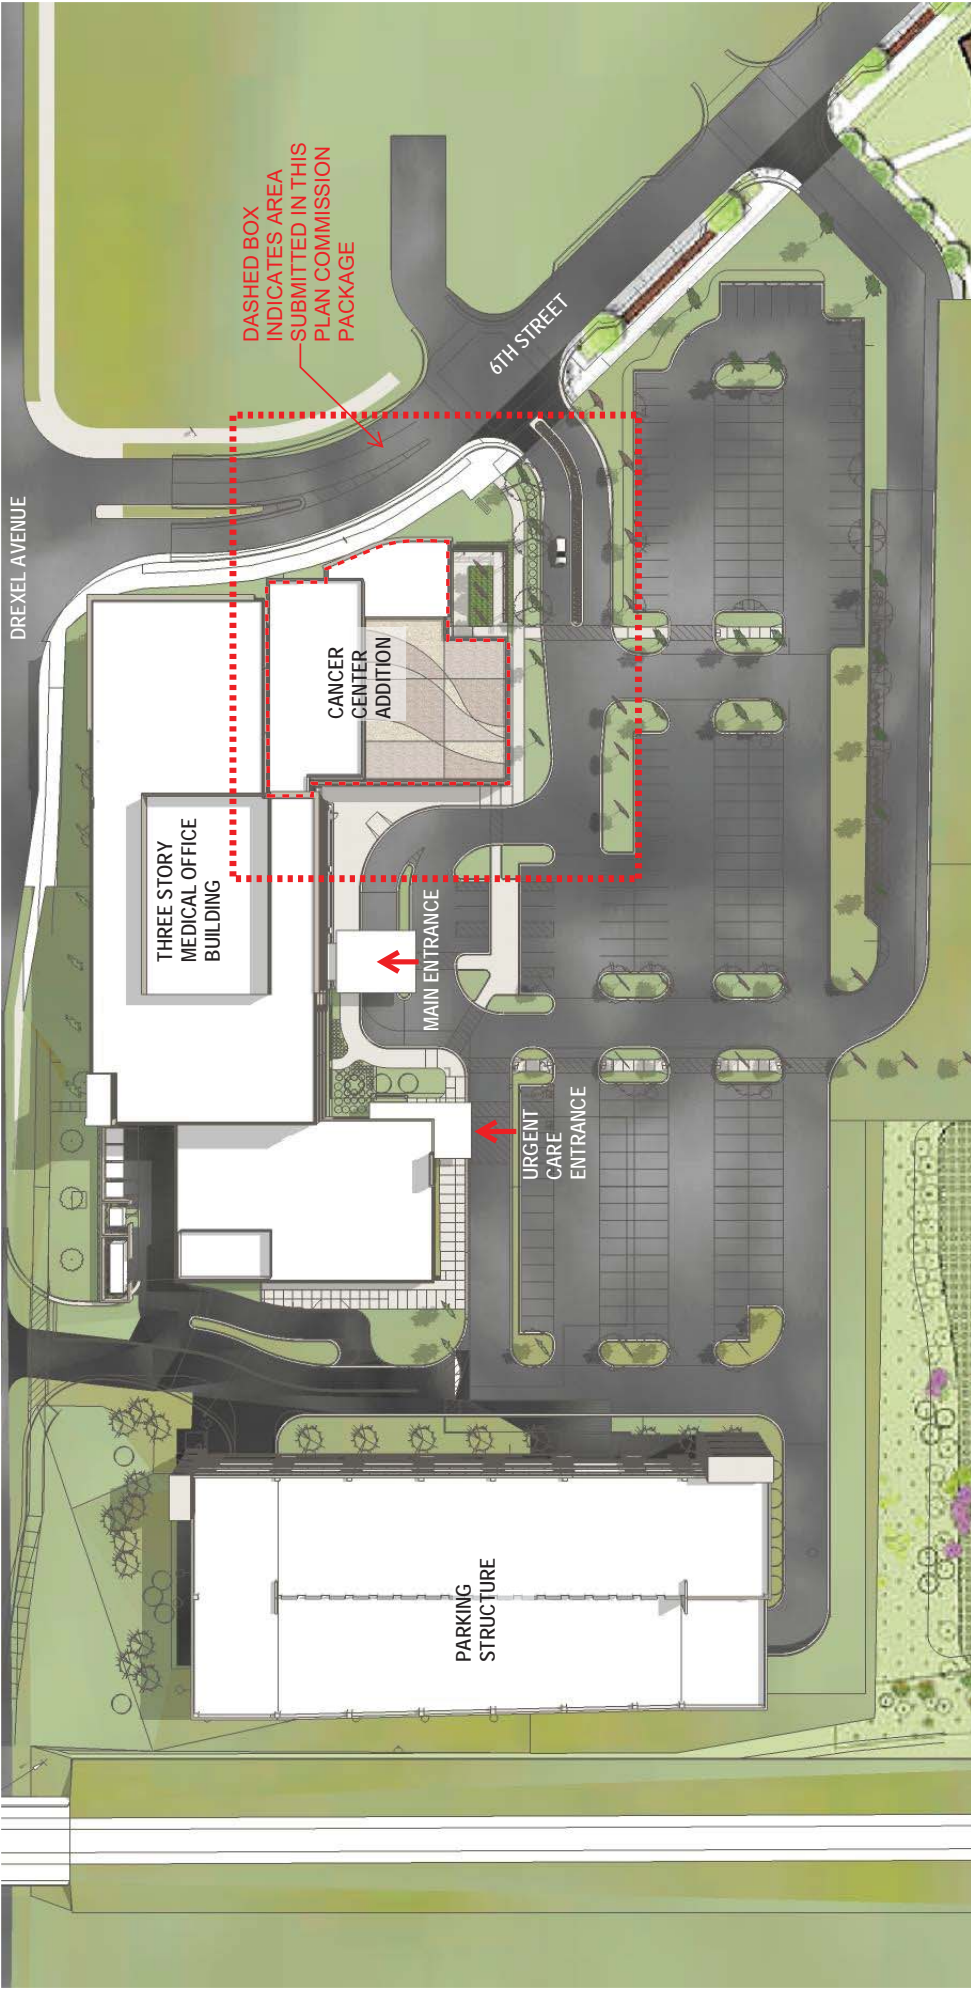 DREXEL AVENUE
DASHED BOX
INDICATES AREA
SUBMITTED IN THIS
PLAN COMMISSION
PACKAGE
6TH STREET
CANCER
CENTER
ADDITION
THREE STORY
MEDICAL OFFICE
BUILDING
MAIN ENTRANCE
URGENT
CARE
ENTRANCE
PARKING
STRUCTURE